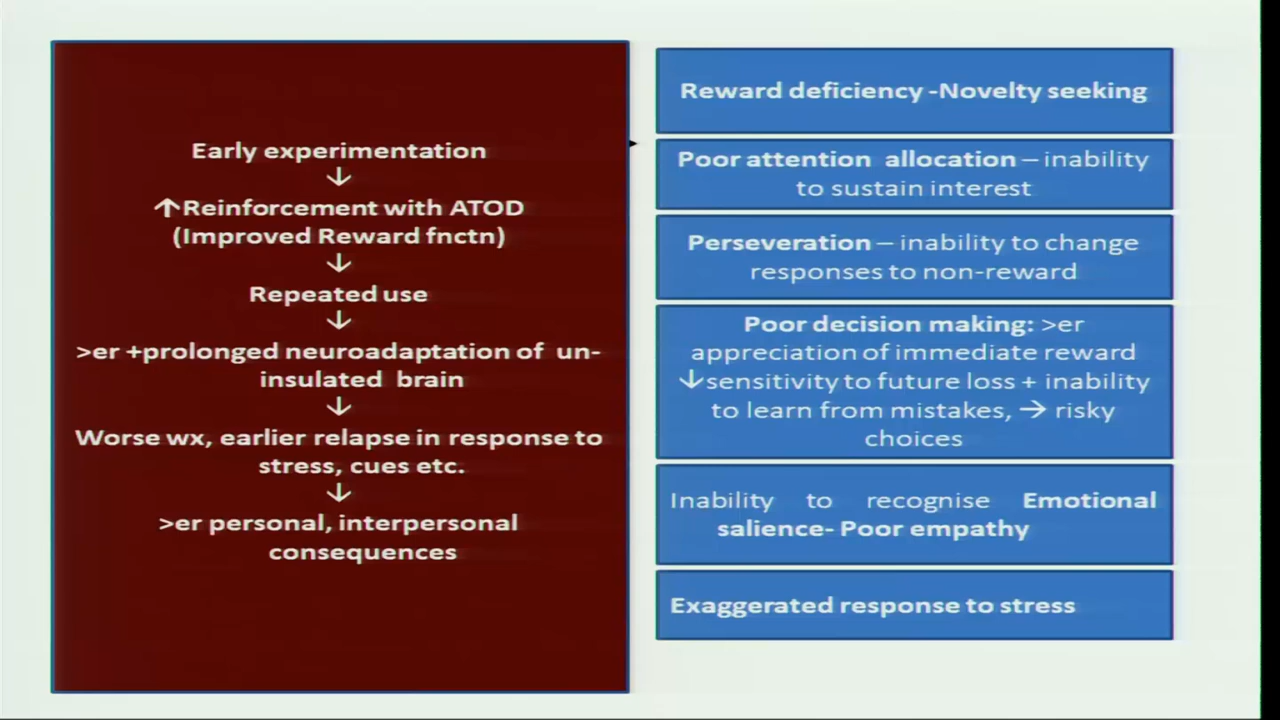 Early experimentation
↓
↑Reinforcement with ATOD
(Improved Reward fnctn)
↓
Repeated use
↓
>er +prolonged neuroadaptation of un-
insulated brain
↓
Worse wx, earlier relapse in response to
stress, cues etc.
↓
>er personal, interpersonal
consequences
Reward deficiency -Novelty seeking
Poor attention allocation – inability
to sustain interest
Perseveration – inability to change
responses to non-reward
Poor decision making: >er
appreciation of immediate reward
↓sensitivity to future loss + inability
to learn from mistakes, → risky
choices
Inability to recognise Emotional
salience- Poor empathy
Exaggerated response to stress